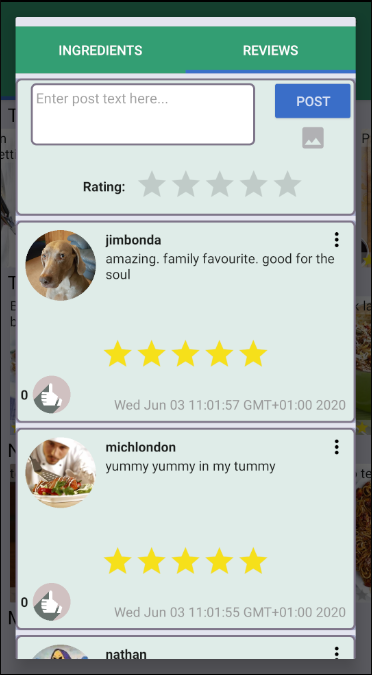 INGREDIENTS
REVIEWS
Enter post text here...
POST
Rating:
jimbonda
amazing. family favourite. good for the
soul
0
Wed Jun 03 11:01:57 GMT+01:00 2020
michlondon
yummy yummy in my tummy
0
Wed Jun 03 11:01:55 GMT+01:00 2020
nathan